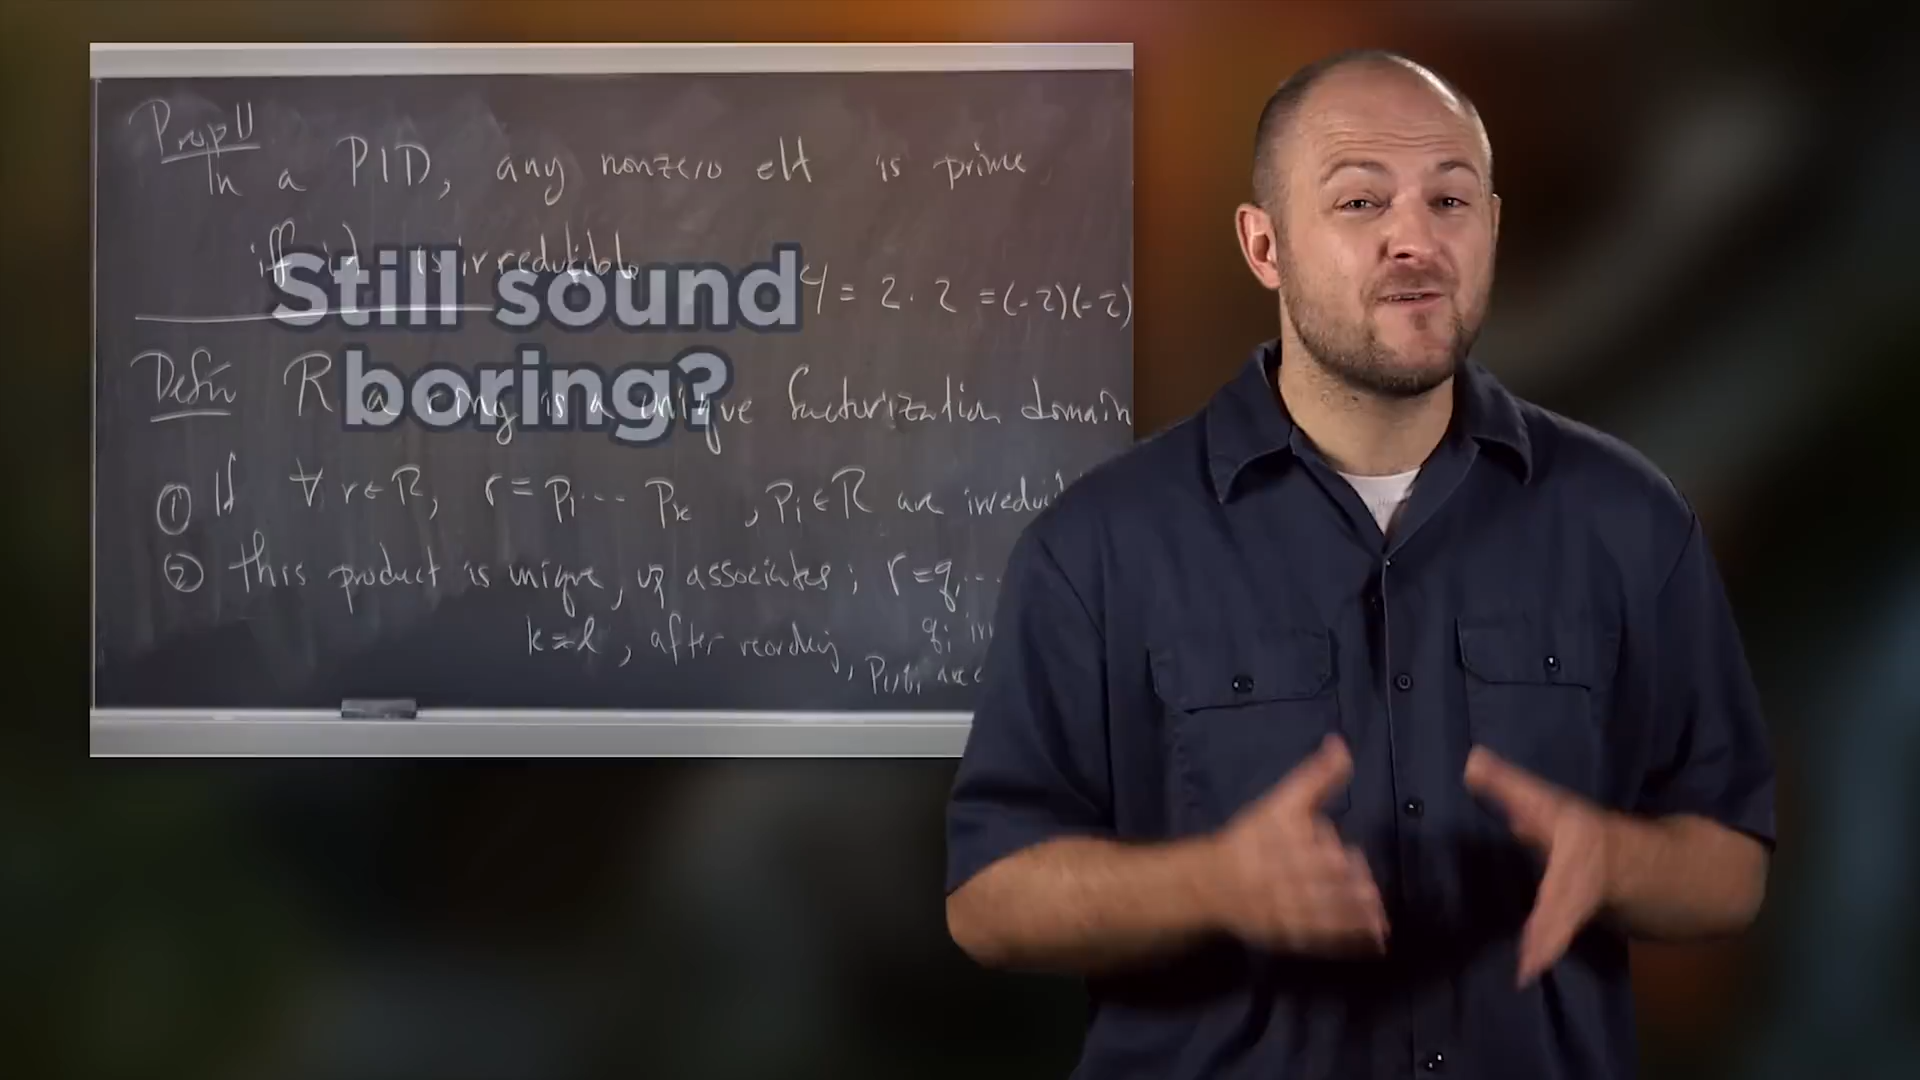 Prop 11
In a PID, any nonzero elt is prime
iff it is irreducible
Still sound
boring?
4 = 2 · 2 = (-2)(-2)
Defn R a ring is a unique factorization domain
① If ∀ r ∈ R, r = p₁ ··· pₖ , pᵢ ∈ R are
② this product is unique, up associates; r = q₁ ···
k = l , after reordering,